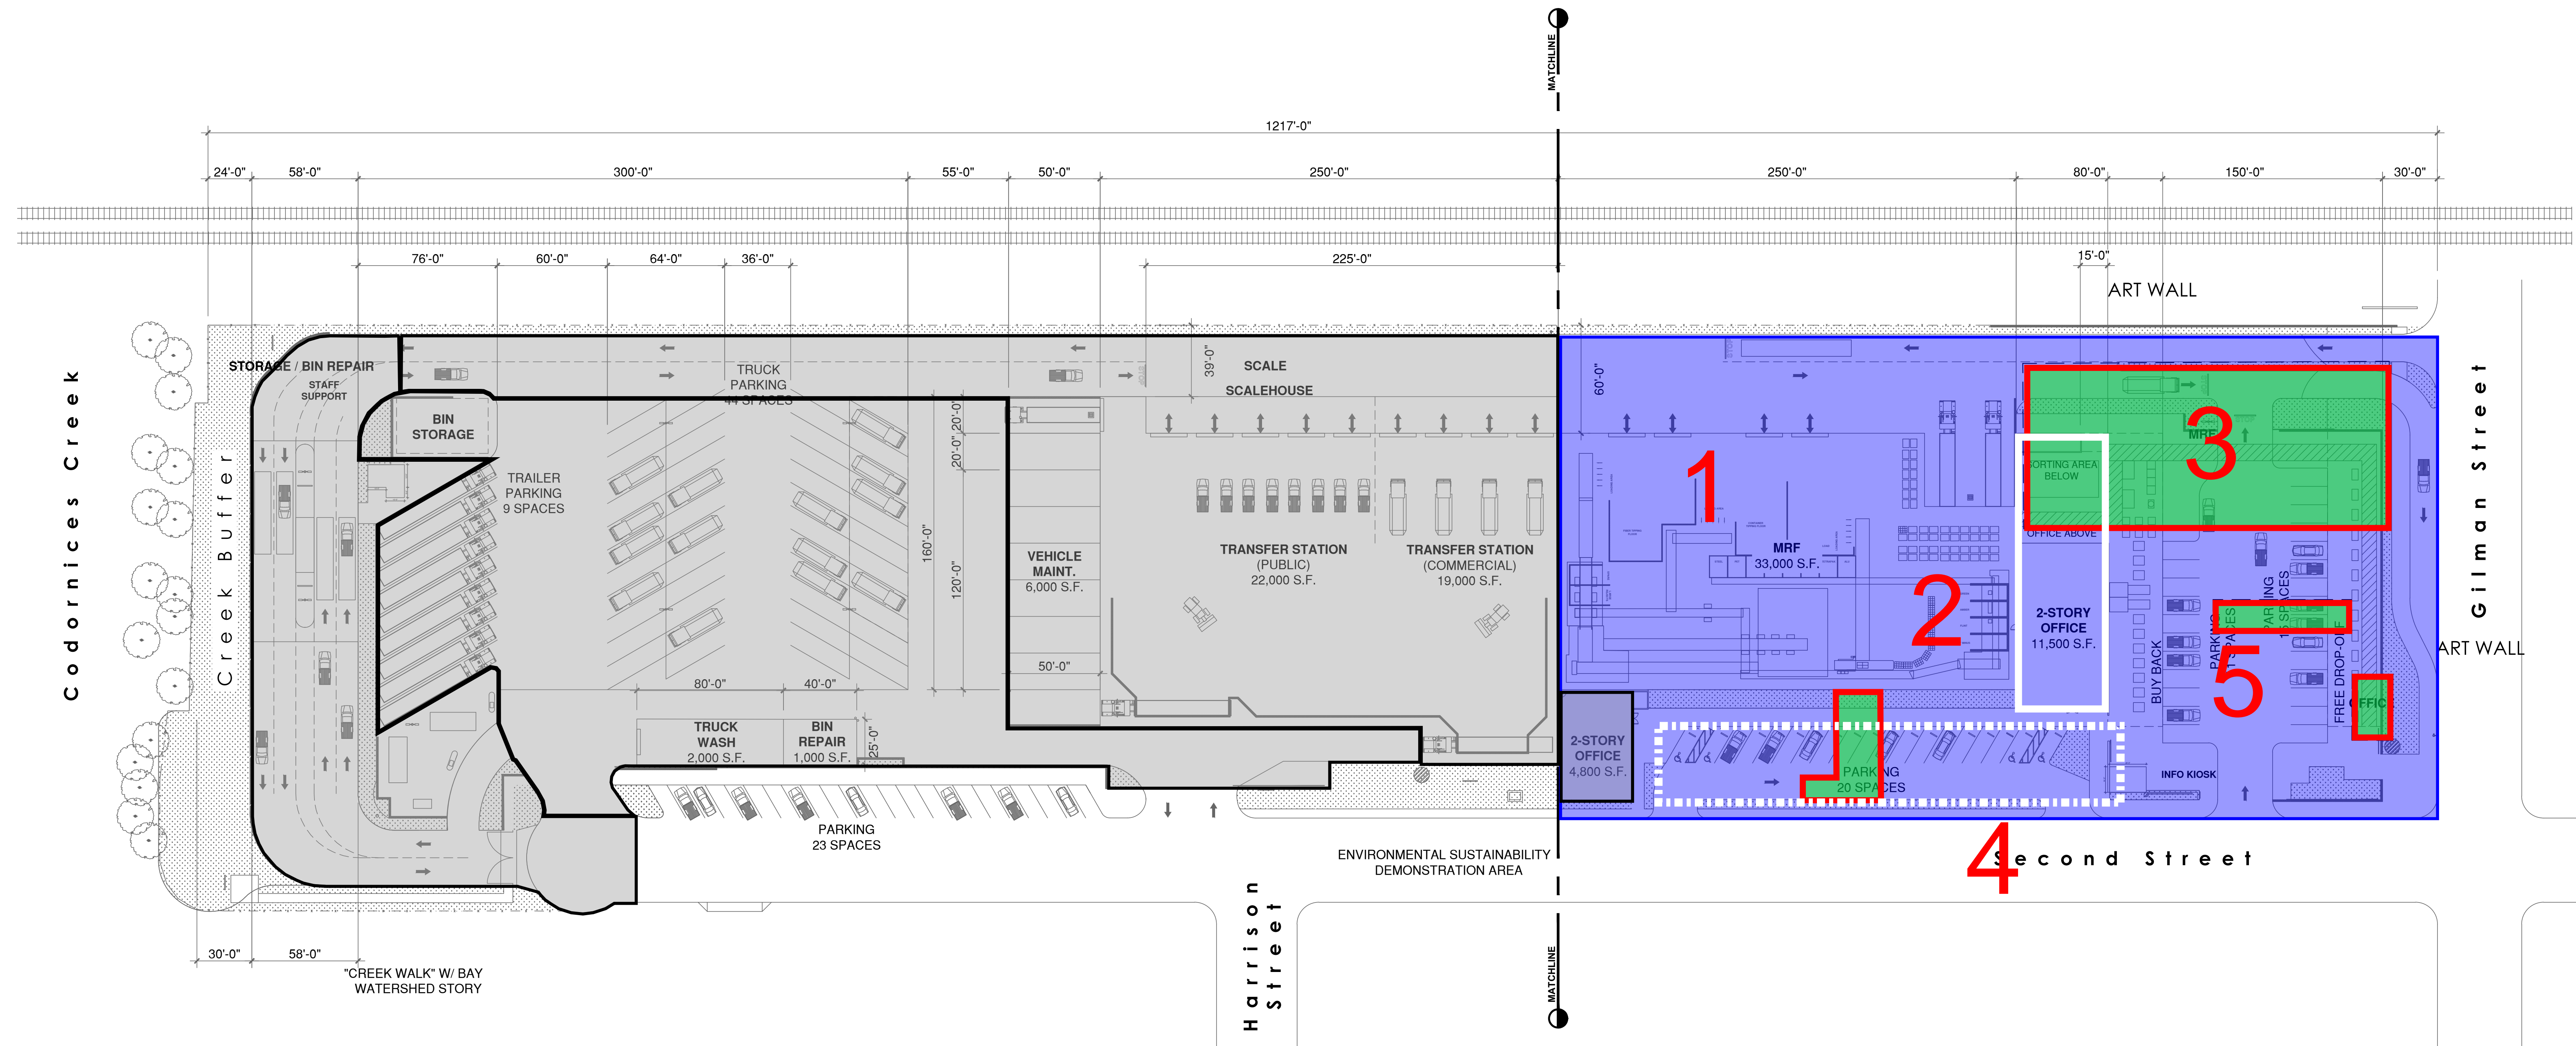 MATCHLINE
1217'-0"
24'-0"
58'-0"
300'-0"
55'-0"
50'-0"
250'-0"
250'-0"
80'-0"
150'-0"
30'-0"
76'-0"
60'-0"
64'-0"
36'-0"
225'-0"
15'-0"
ART WALL
Codornices Creek
Creek Buffer
STORAGE / BIN REPAIR
STAFF
SUPPORT
BIN
STORAGE
TRUCK
PARKING
44 SPACES
TRAILER
PARKING
9 SPACES
39'-0"
SCALE
SCALEHOUSE
20'-0"
20'-0"
160'-0"
120'-0"
VEHICLE
MAINT.
6,000 S.F.
50'-0"
TRANSFER STATION
(PUBLIC)
22,000 S.F.
TRANSFER STATION
(COMMERCIAL)
19,000 S.F.
80'-0"
40'-0"
TRUCK
WASH
2,000 S.F.
BIN
REPAIR
1,000 S.F.
25'-0"
PARKING
23 SPACES
60'-0"
1
MRF
33,000 S.F.
2
3
MRF
SORTING AREA
BELOW
OFFICE ABOVE
2-STORY
OFFICE
11,500 S.F.
2-STORY
OFFICE
4,800 S.F.
PARKING
20 SPACES
BUY BACK
PARKING
PARKING
5
FREE DROP-OFF
OFFICE
INFO KIOSK
Gilman Street
ART WALL
4
Second Street
ENVIRONMENTAL SUSTAINABILITY
DEMONSTRATION AREA
Harrison
Street
30'-0"
58'-0"
"CREEK WALK" W/ BAY
WATERSHED STORY
MATCHLINE